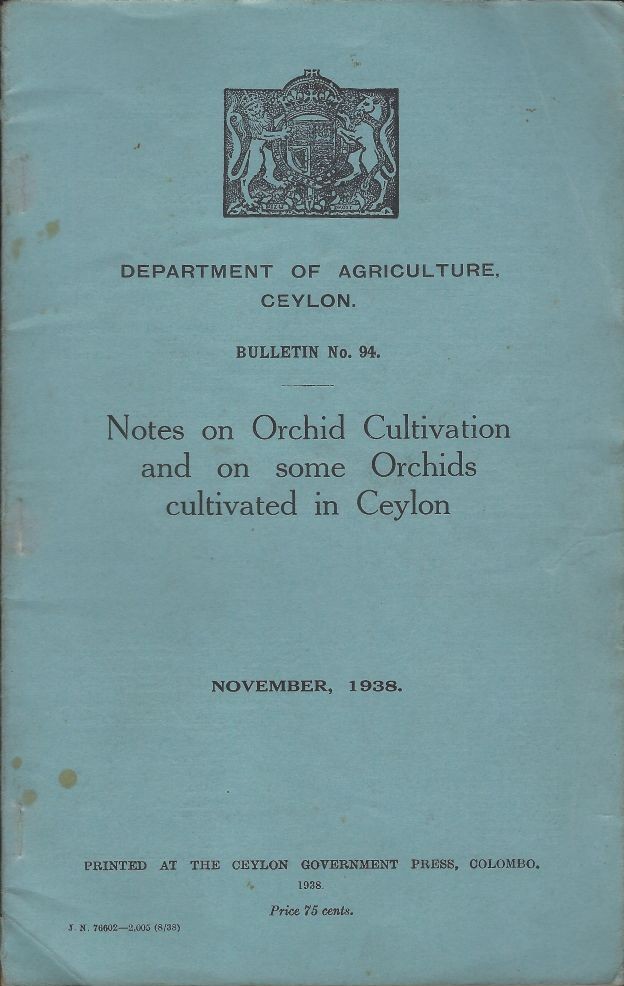 DEPARTMENT OF AGRICULTURE,
CEYLON.
BULLETIN No. 94.
Notes on Orchid Cultivation
and on some Orchids
cultivated in Ceylon
NOVEMBER, 1938.
PRINTED AT THE CEYLON GOVERNMENT PRESS, COLOMBO.
1938.
Price 75 cents.
J. N. 76602—2,005 (8/38)